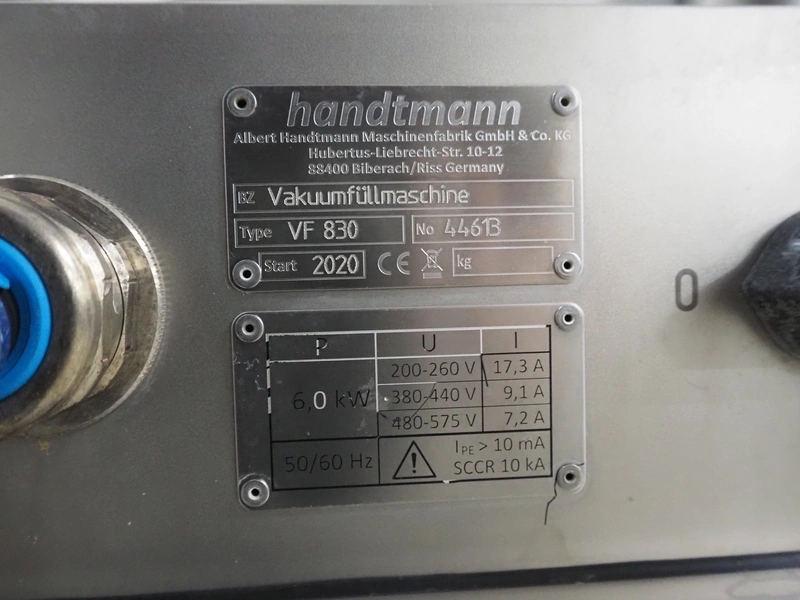 handtmann
Albert Handtmann Maschinenfabrik GmbH & Co. KG
Hubertus-Liebrecht-Str. 10-12
88400 Biberach/Riss Germany
BZ Vakuumfüllmaschine
Type VF 830 No 44613
Start 2020 CE kg
0
P U I
6,0 kW 200-260 V 17,3 A
380-440 V 9,1 A
480-575 V 7,2 A
50/60 Hz IPE > 10 mA
SCCR 10 kA